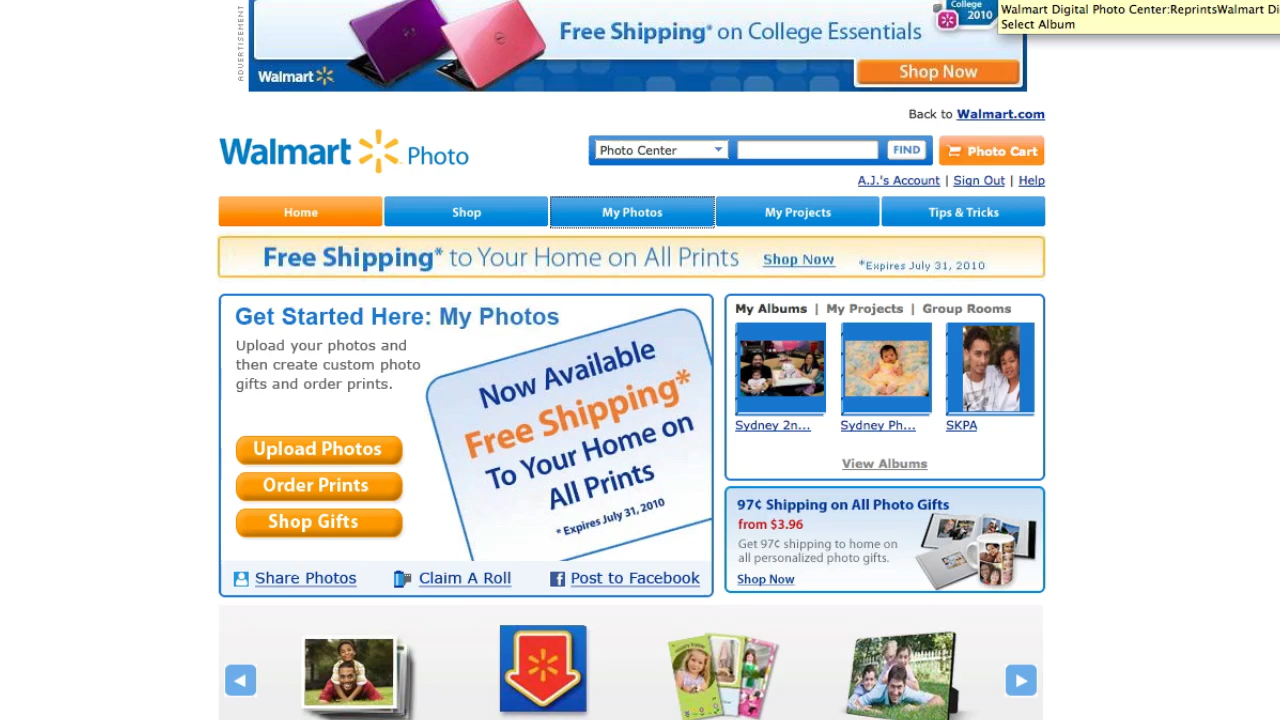 Walmart Digital Photo Center:ReprintsWalmart Di
Select Album
ADVERTISEMENT
Free Shipping* on College Essentials
College
2010
Walmart
Shop Now
Back to Walmart.com
Walmart Photo
Photo Center
FIND
Photo Cart
A.J.'s Account | Sign Out | Help
Home
Shop
My Photos
My Projects
Tips & Tricks
Free Shipping* to Your Home on All Prints Shop Now *Expires July 31, 2010
Get Started Here: My Photos
Upload your photos and
then create custom photo
gifts and order prints.
Now Available
Free Shipping*
To Your Home on
All Prints
* Expires July 31, 2010
Upload Photos
Order Prints
Shop Gifts
Share Photos
Claim A Roll
Post to Facebook
My Albums | My Projects | Group Rooms
Sydney 2n...
Sydney Ph...
SKPA
View Albums
97¢ Shipping on All Photo Gifts
from $3.96
Get 97¢ shipping to home on
all personalized photo gifts.
Shop Now